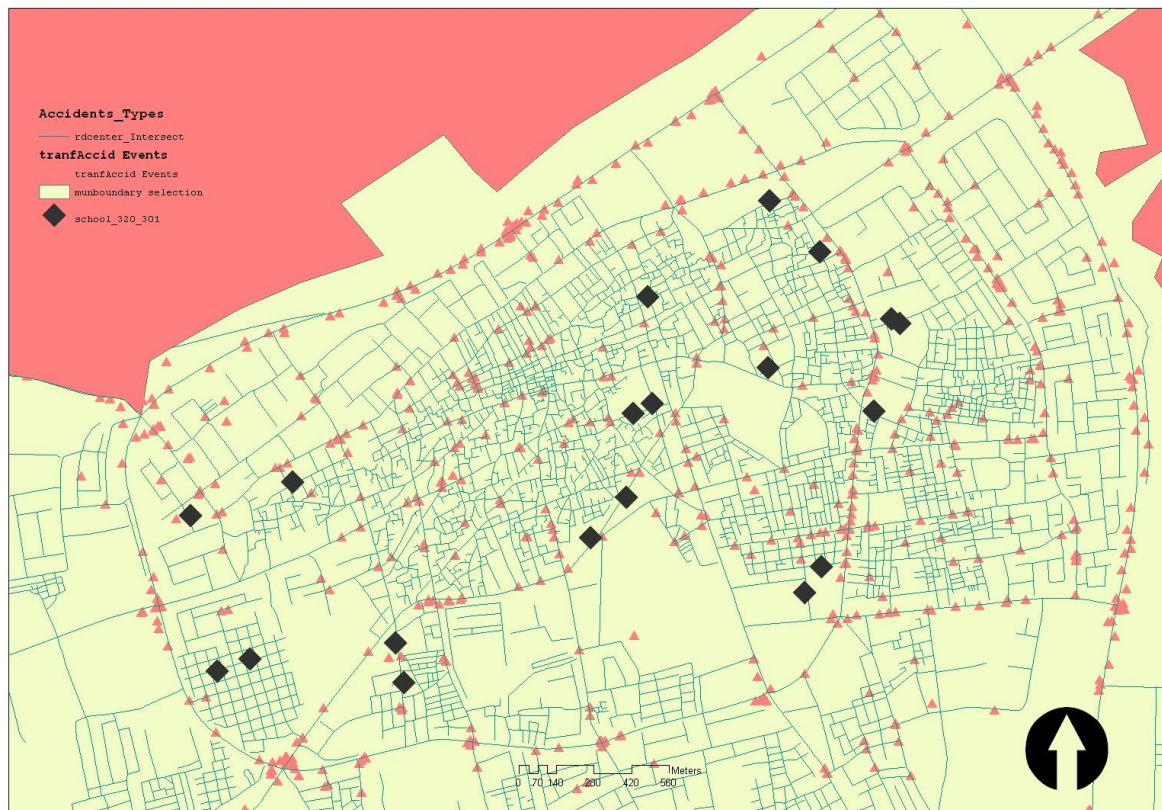 Accidents_Types
rdcenter_Intersect
tranfAccid Events
tranfAccid Events
munboundary selection
school_320_301
Meters
0 70 140 280 420 560